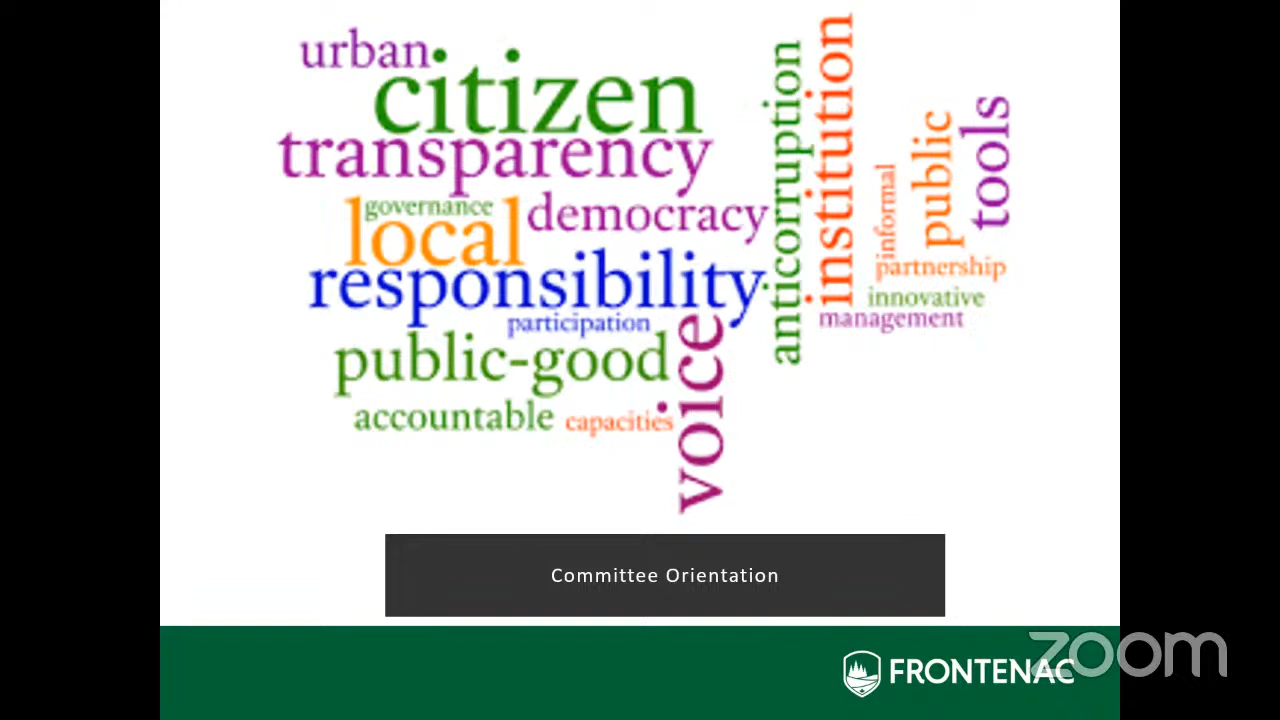 urban
citizen
transparency
governance
local
democracy
responsibility
participation
public-good
accountable
capacities
voice
anticorruption
institution
informal
public
tools
partnership
innovative
management
Committee Orientation
FRONTENAC
zoom